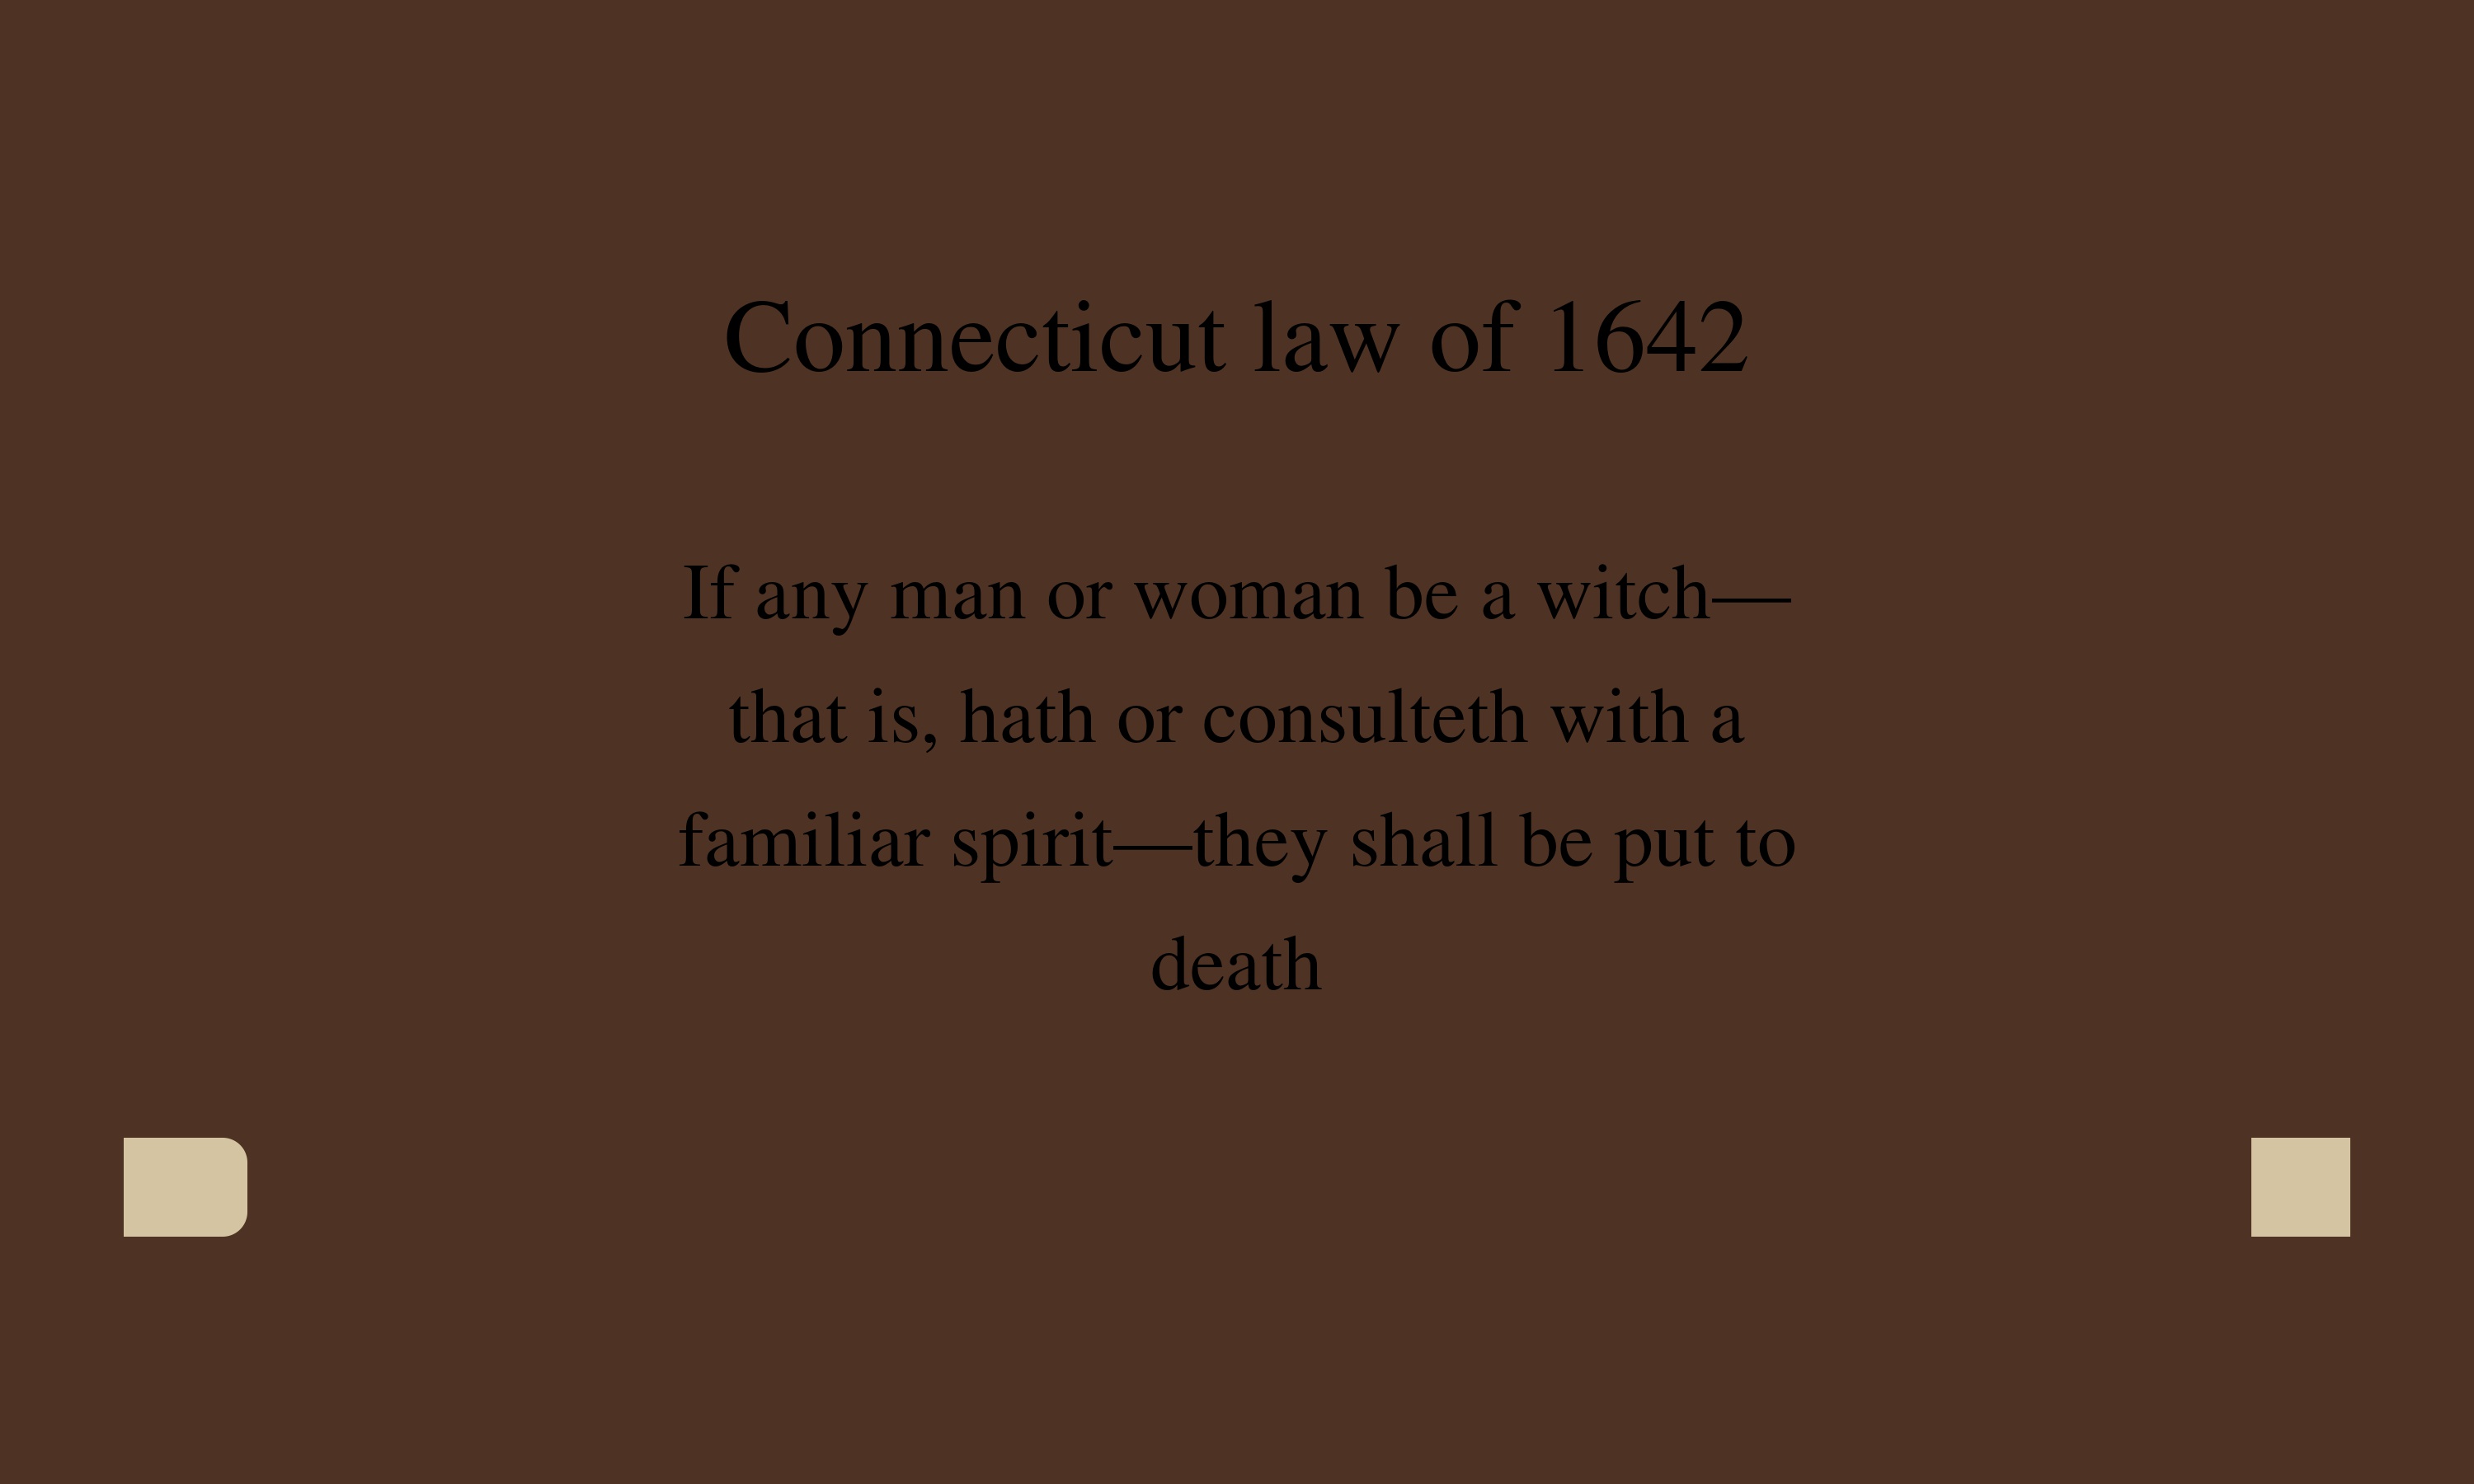 Connecticut law of 1642
If any man or woman be a witch—
that is, hath or consulteth with a
familiar spirit—they shall be put to
death